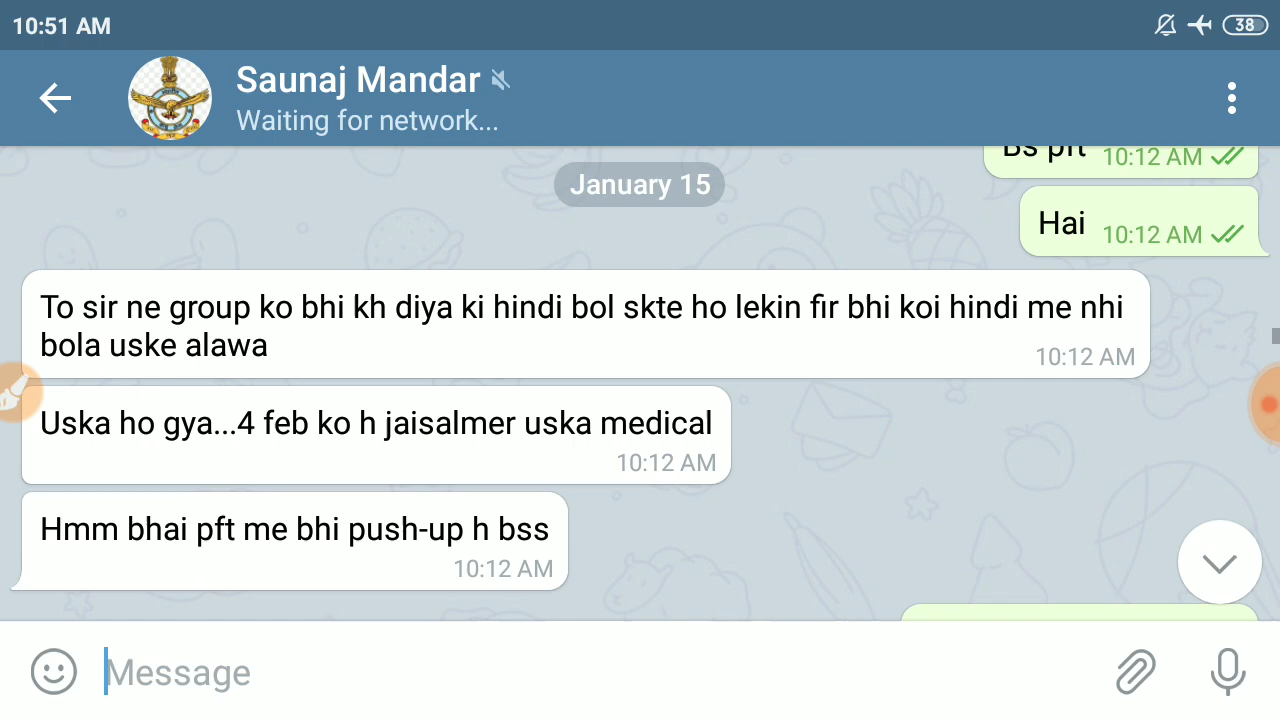 10:51 AM
38
Saunaj Mandar
Waiting for network...
Bs pft 10:12 AM
January 15
Hai 10:12 AM
To sir ne group ko bhi kh diya ki hindi bol skte ho lekin fir bhi koi hindi me nhi
bola uske alawa
10:12 AM
Uska ho gya...4 feb ko h jaisalmer uska medical
10:12 AM
Hmm bhai pft me bhi push-up h bss
10:12 AM
Message